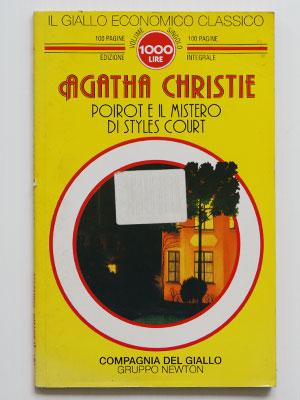 IL GIALLO ECONOMICO CLASSICO
100 PAGINE
VOLUME SINGOLO
100 PAGINE
1000
LIRE
EDIZIONE
INTEGRALE
AGATHA CHRISTIE
POIROT E IL MISTERO
DI STYLES COURT
COMPAGNIA DEL GIALLO
GRUPPO NEWTON